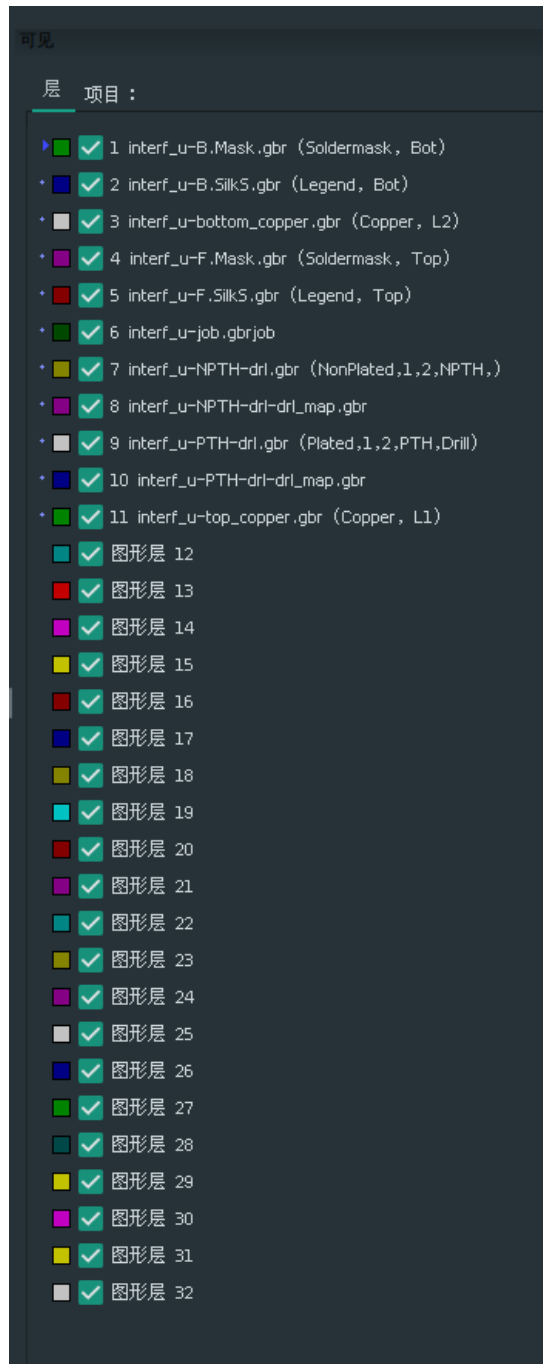 可见
层 项目：
1 interf_u-B.Mask.gbr (Soldermask, Bot)
2 interf_u-B.SilkS.gbr (Legend, Bot)
3 interf_u-bottom_copper.gbr (Copper, L2)
4 interf_u-F.Mask.gbr (Soldermask, Top)
5 interf_u-F.SilkS.gbr (Legend, Top)
6 interf_u-job.gbrjob
7 interf_u-NPTH-drl.gbr (NonPlated,1,2,NPTH,)
8 interf_u-NPTH-drl-drl_map.gbr
9 interf_u-PTH-drl.gbr (Plated,1,2,PTH,Drill)
10 interf_u-PTH-drl-drl_map.gbr
11 interf_u-top_copper.gbr (Copper, L1)
图形层 12
图形层 13
图形层 14
图形层 15
图形层 16
图形层 17
图形层 18
图形层 19
图形层 20
图形层 21
图形层 22
图形层 23
图形层 24
图形层 25
图形层 26
图形层 27
图形层 28
图形层 29
图形层 30
图形层 31
图形层 32